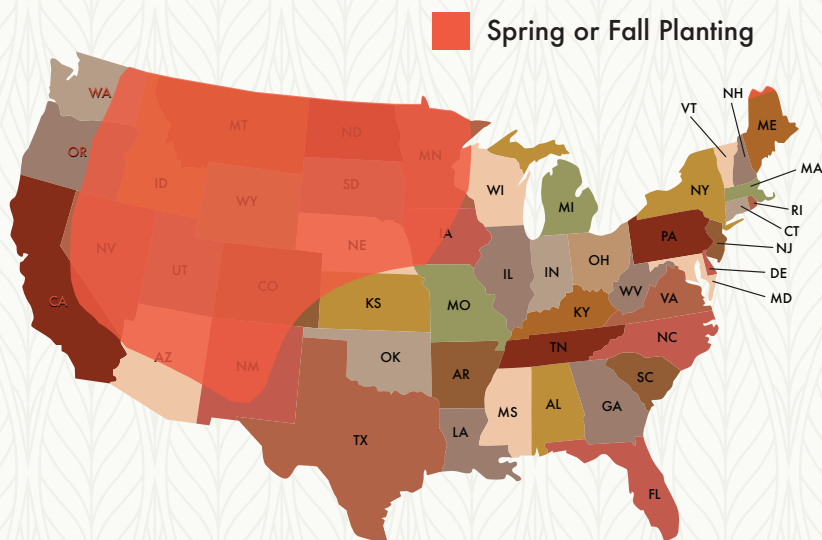 Spring or Fall Planting
WA
MT
ND
MN
OR
ID
WY
SD
WI
MI
NY
VT
NH
ME
MA
RI
CT
NJ
DE
MD
PA
NV
UT
CO
NE
IA
IL
IN
OH
WV
VA
KY
CA
KS
MO
AZ
NM
OK
AR
TN
NC
SC
TX
LA
MS
AL
GA
FL